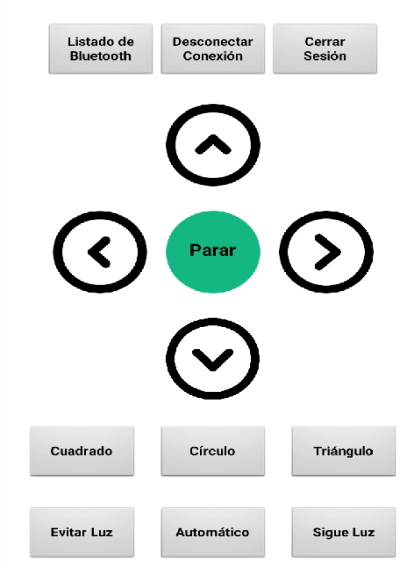 Listado de
Bluetooth
Desconectar
Conexión
Cerrar
Sesión
Parar
Cuadrado
Círculo
Triángulo
Evitar Luz
Automático
Sigue Luz